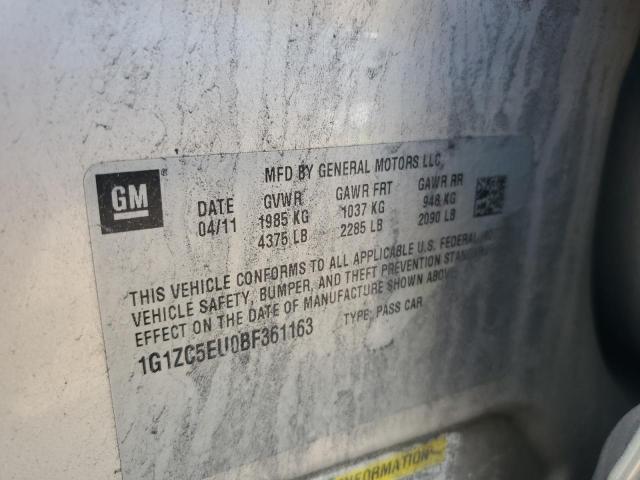 MFD BY GENERAL MOTORS LLC
GM ®
DATE GVWR GAWR FRT GAWR RR
04/11 1985 KG 1037 KG 948 KG
4375 LB 2285 LB 2090 LB
THIS VEHICLE CONFORMS TO ALL APPLICABLE U.S. FEDERAL
VEHICLE SAFETY, BUMPER, AND THEFT PREVENTION
EFFECT ON THE DATE OF MANUFACTURE SHOWN ABOVE.
1G1ZC5EU0BF361163 TYPE: PASS CAR
INFORMATION